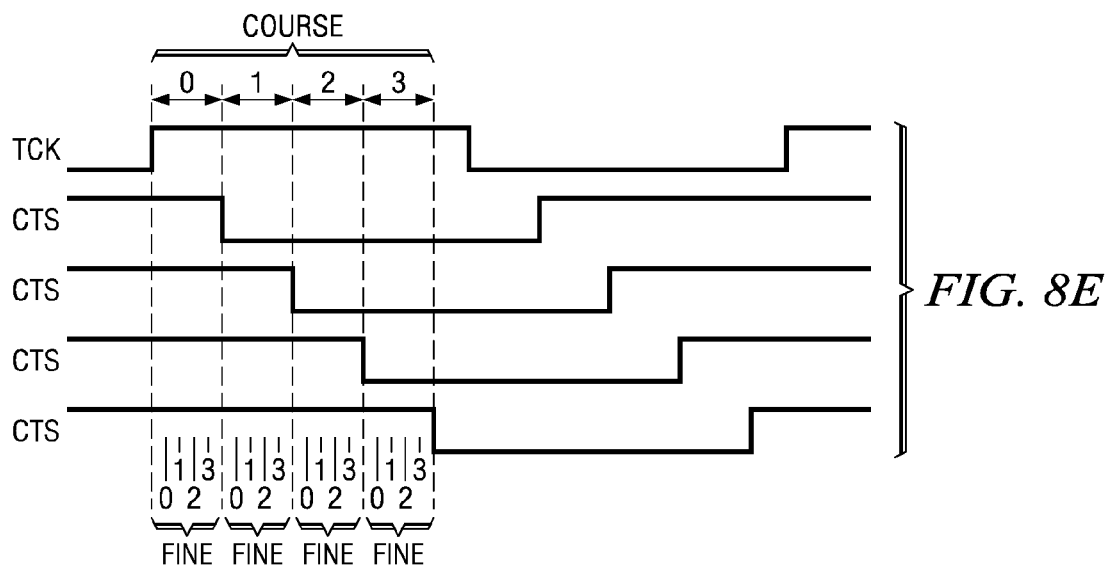 COURSE
0 1 2 3
TCK
CTS
CTS
FIG. 8E
CTS
CTS
1 3 1 3 1 3 1 3
0 2 0 2 0 2 0 2
FINE FINE FINE FINE